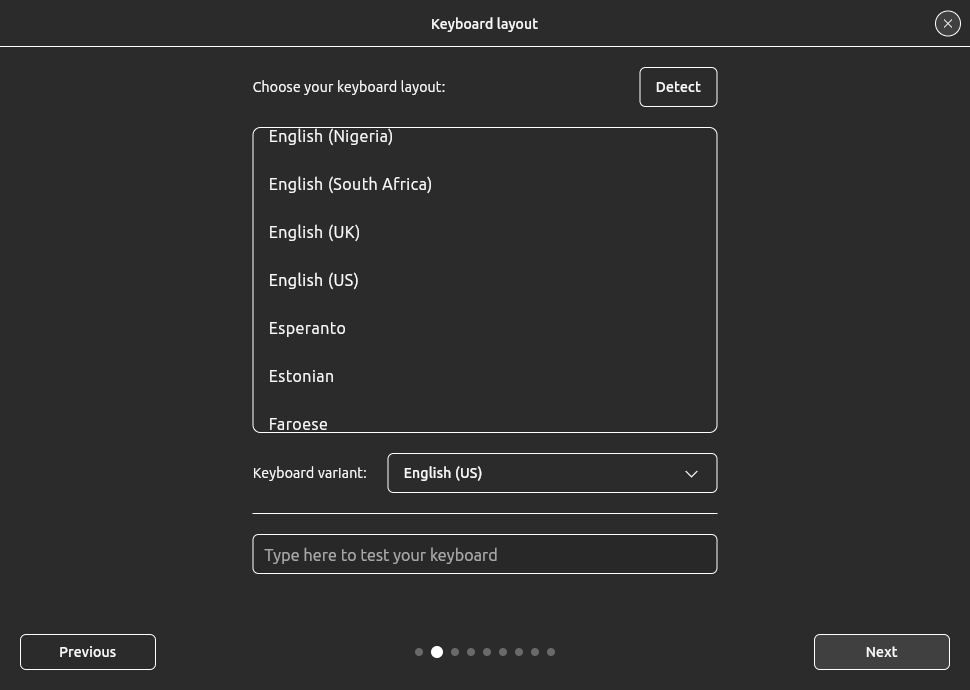 Keyboard layout
Choose your keyboard layout:
Detect
English (Nigeria)
English (South Africa)
English (UK)
English (US)
Esperanto
Estonian
Faroese
Keyboard variant:
English (US)
Type here to test your keyboard
Previous
Next